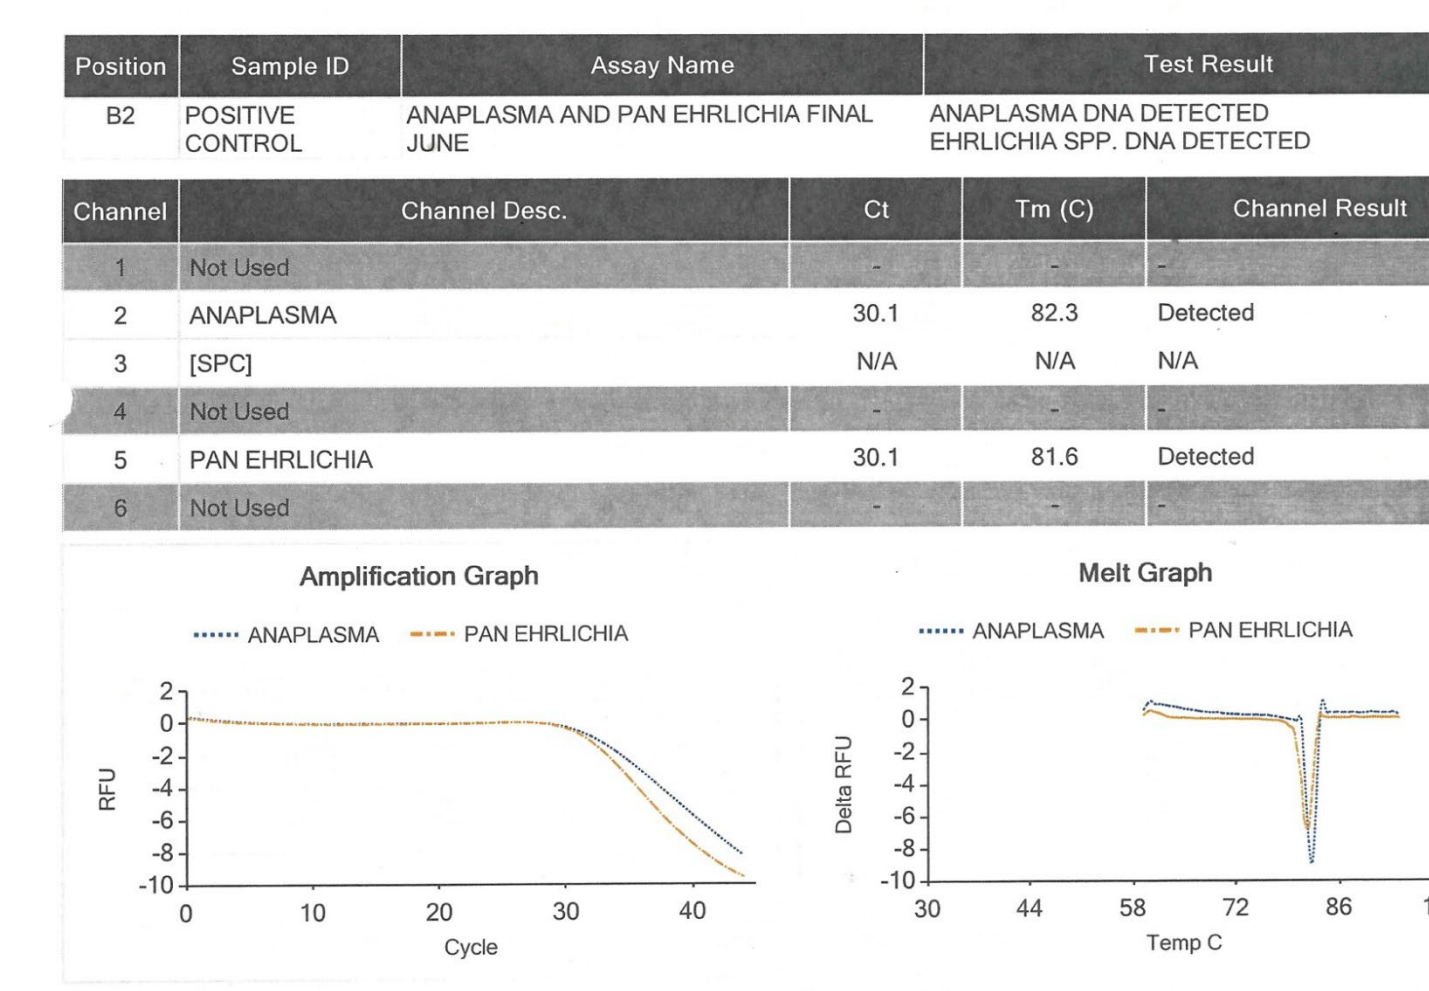 Position Sample ID Assay Name Test Result
B2 POSITIVE ANAPLASMA AND PAN EHRLICHIA FINAL ANAPLASMA DNA DETECTED
CONTROL JUNE EHRLICHIA SPP. DNA DETECTED
Channel Channel Desc. Ct Tm (C) Channel Result
1 Not Used - - -
2 ANAPLASMA 30.1 82.3 Detected
3 [SPC] N/A N/A N/A
4 Not Used - - -
5 PAN EHRLICHIA 30.1 81.6 Detected
6 Not Used - - -
Amplification Graph
ANAPLASMA PAN EHRLICHIA
2
0
-2
-4
-6
-8
-10
RFU
0 10 20 30 40
Cycle
Melt Graph
ANAPLASMA PAN EHRLICHIA
2
0
-2
-4
-6
-8
-10
Delta RFU
30 44 58 72 86
Temp C